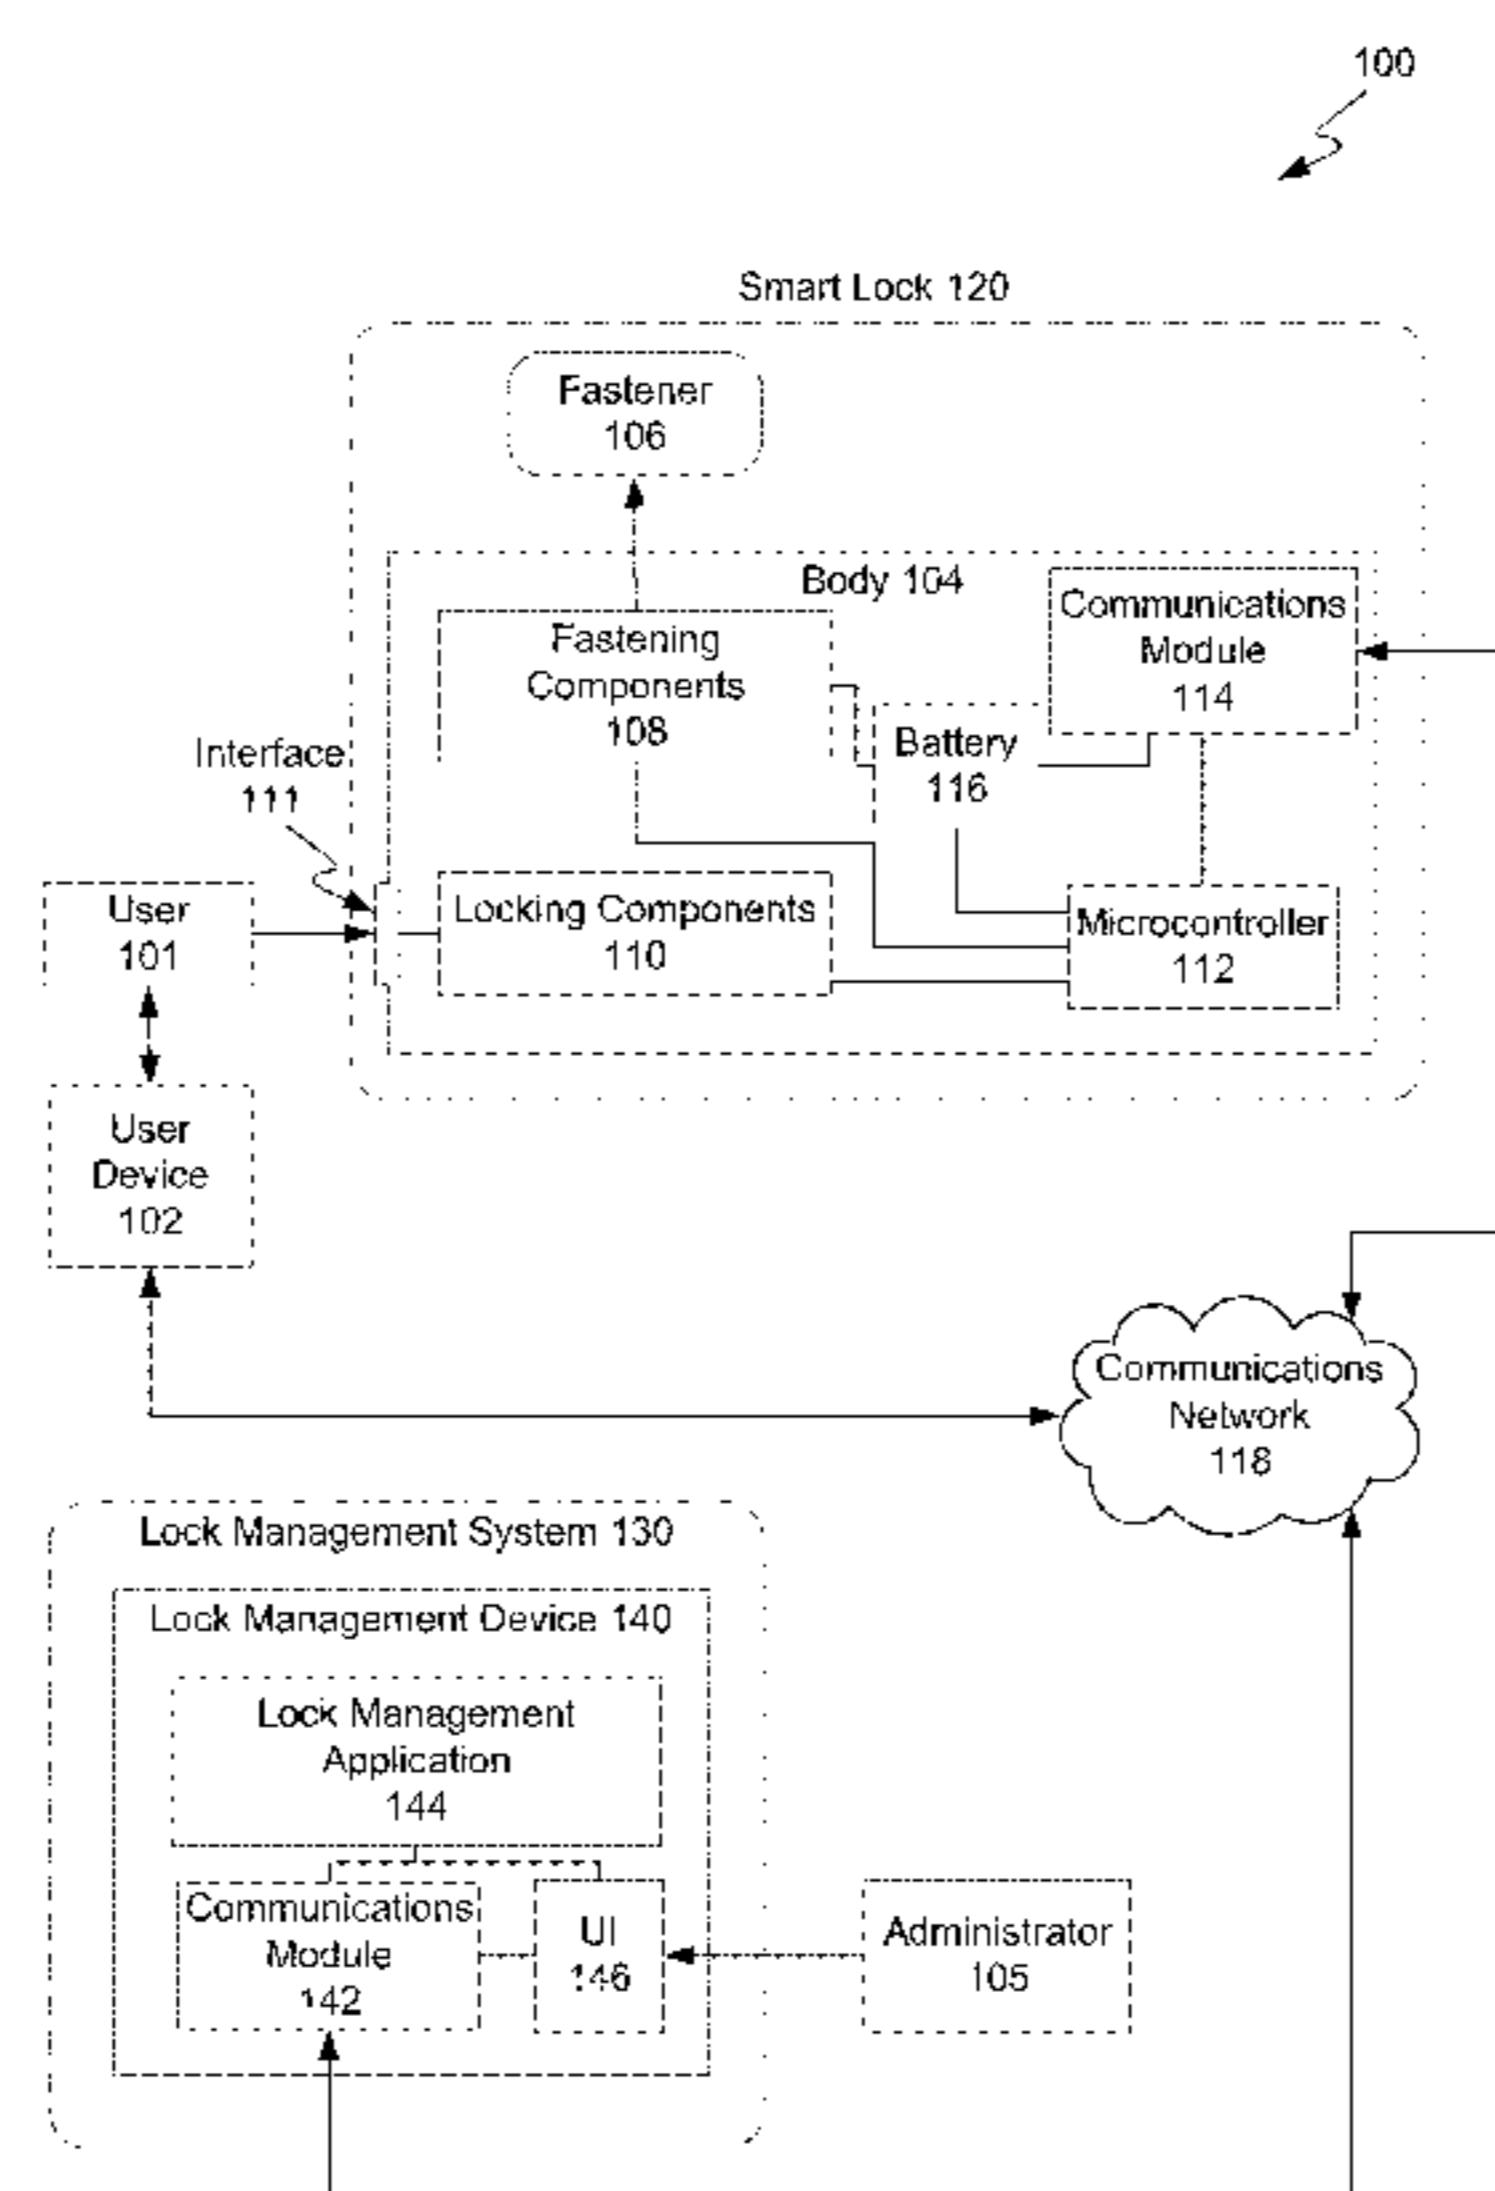 100
Smart Lock 120
Fastener
106
Body 104
Communications
Module
114
Fastening
Components
108
Battery
116
Interface
111
User
101
Locking Components
110
Microcontroller
112
User
Device
102
Communications
Network
118
Lock Management System 130
Lock Management Device 140
Lock Management
Application
144
Communications
Module
142
UI
146
Administrator
105